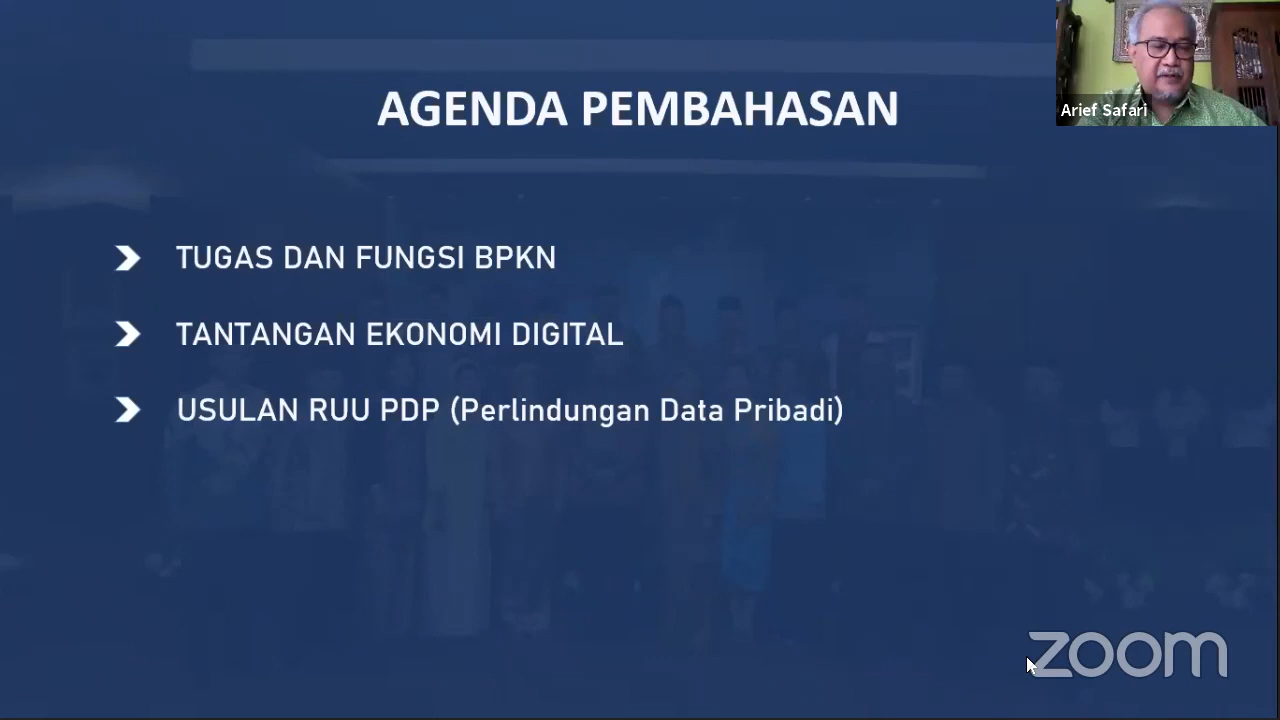 AGENDA PEMBAHASAN
Arief Safari
TUGAS DAN FUNGSI BPKN
TANTANGAN EKONOMI DIGITAL
USULAN RUU PDP (Perlindungan Data Pribadi)
zoom